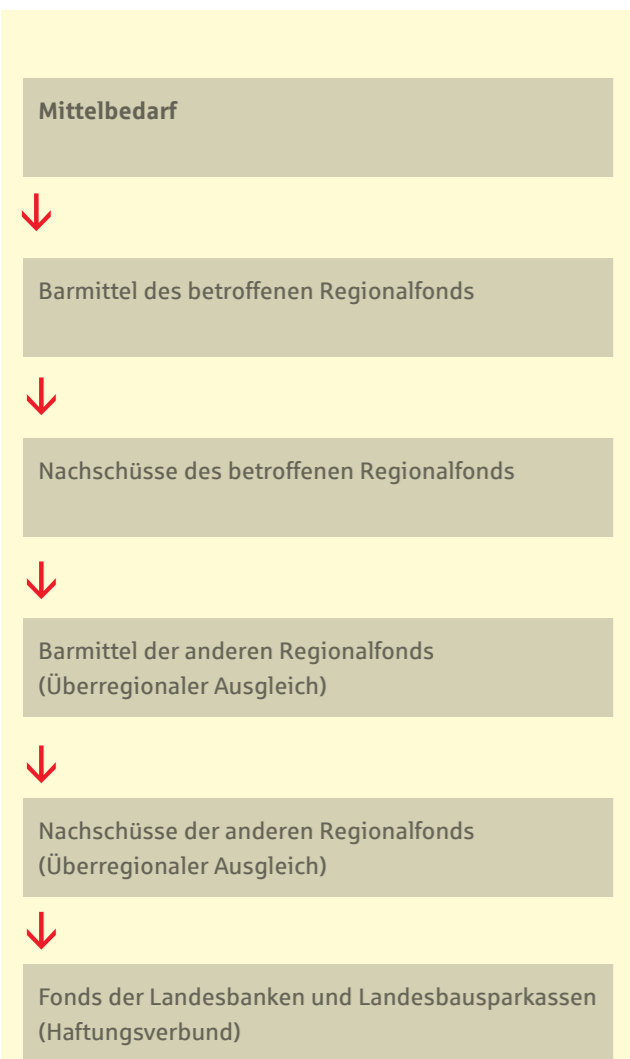 Mittelbedarf
Barmittel des betroffenen Regionalfonds
Nachschüsse des betroffenen Regionalfonds
Barmittel der anderen Regionalfonds
(Überregionaler Ausgleich)
Nachschüsse der anderen Regionalfonds
(Überregionaler Ausgleich)
Fonds der Landesbanken und Landesbausparkassen
(Haftungsverbund)